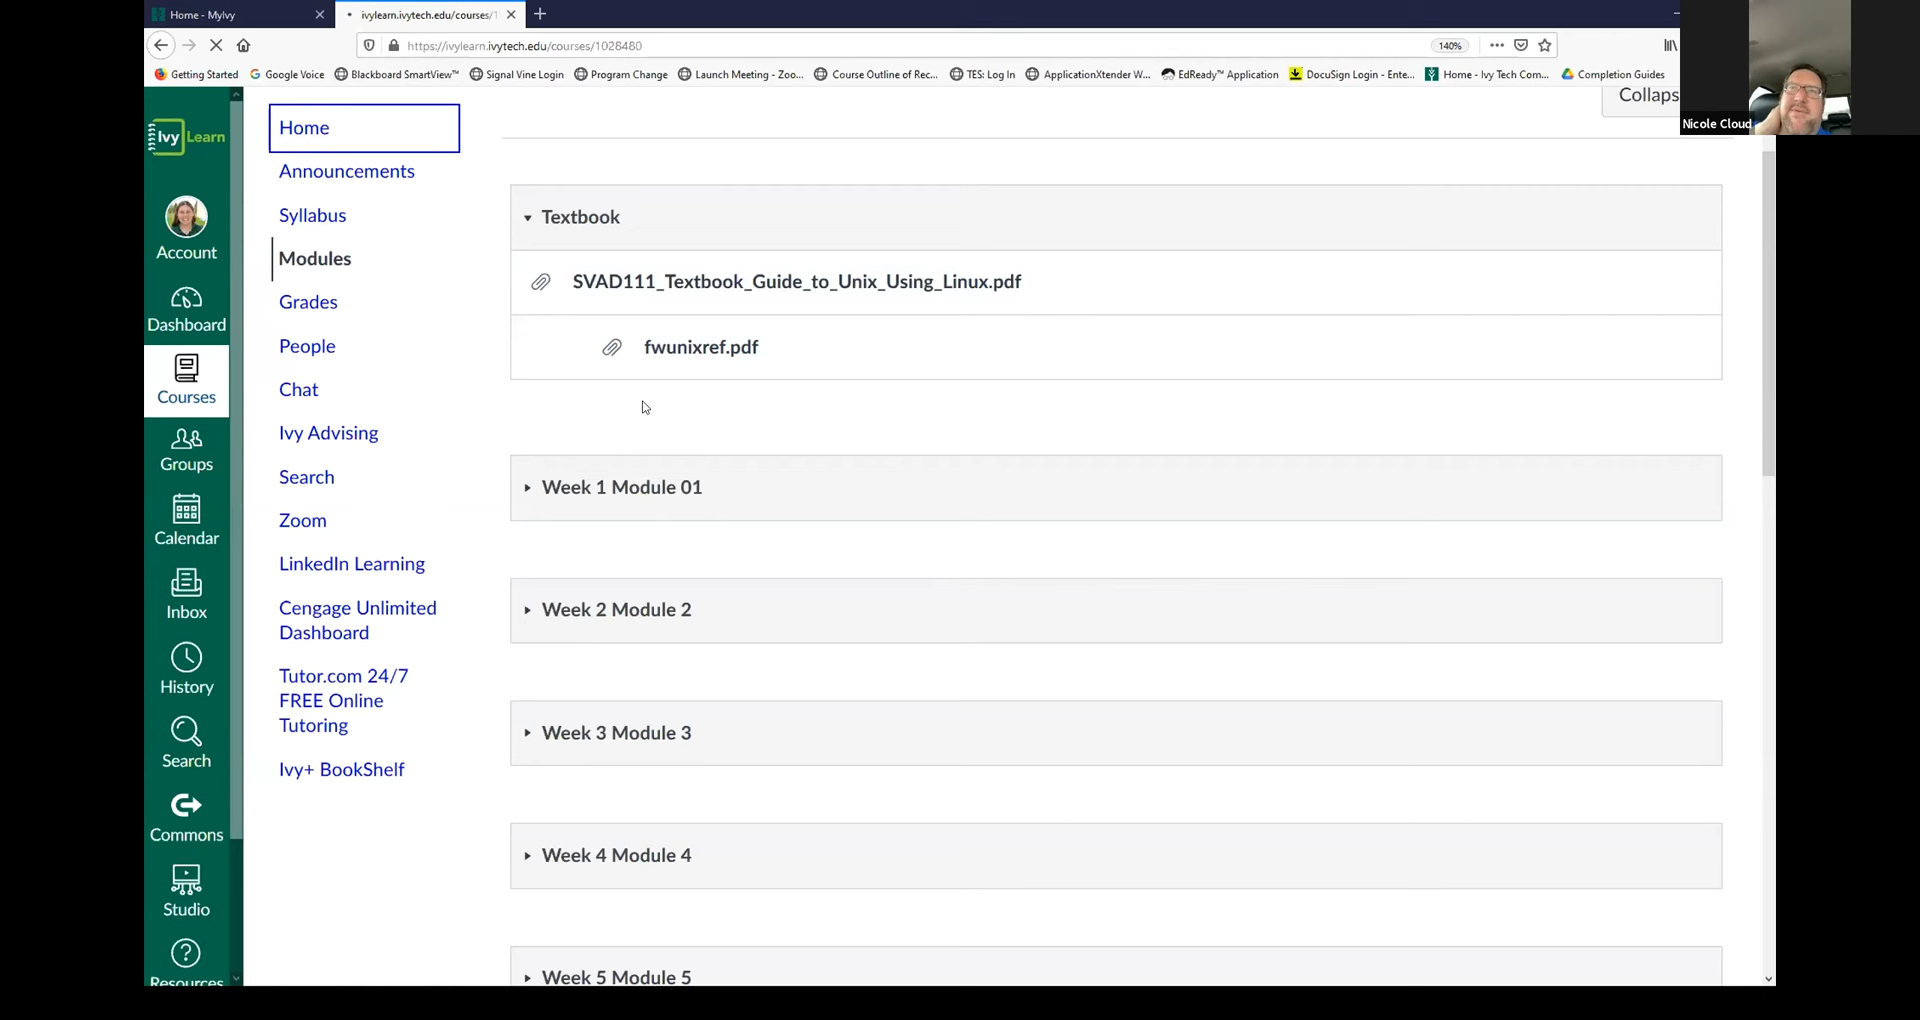 Home - MyIvy
ivylearn.ivytech.edu/courses/1
https://ivylearn.ivytech.edu/courses/1028480
140%
Getting Started
Google Voice
Blackboard SmartView™
Signal Vine Login
Program Change
Launch Meeting - Zoo...
Course Outline of Rec...
TES: Log In
ApplicationXtender W...
EdReady™ Application
DocuSign Login - Ente...
Home - Ivy Tech Com...
Completion Guides
Nicole Cloud
Collaps
Ivy Learn
Account
Dashboard
Courses
Groups
Calendar
Inbox
History
Search
Commons
Studio
Resources
Home
Announcements
Syllabus
Modules
Grades
People
Chat
Ivy Advising
Search
Zoom
LinkedIn Learning
Cengage Unlimited
Dashboard
Tutor.com 24/7
FREE Online
Tutoring
Ivy+ BookShelf
Textbook
SVAD111_Textbook_Guide_to_Unix_Using_Linux.pdf
fwunixref.pdf
Week 1 Module 01
Week 2 Module 2
Week 3 Module 3
Week 4 Module 4
Week 5 Module 5